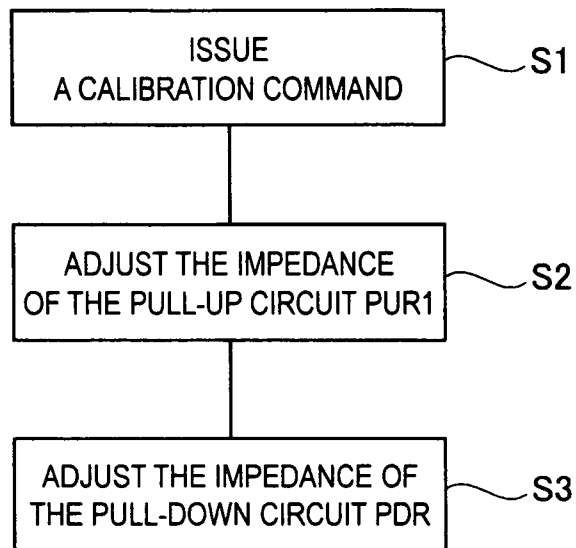 ISSUE
A CALIBRATION COMMAND
S1
ADJUST THE IMPEDANCE
OF THE PULL-UP CIRCUIT PUR1
S2
ADJUST THE IMPEDANCE OF
THE PULL-DOWN CIRCUIT PDR
S3